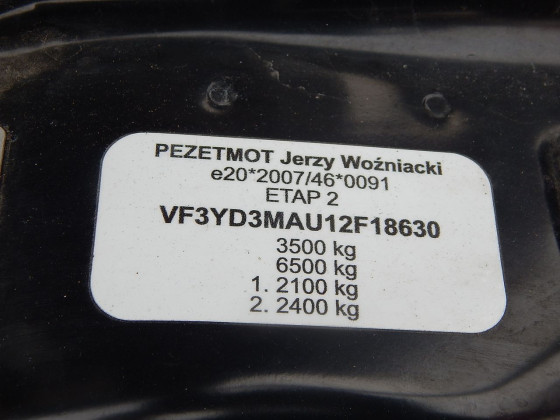 PEZETMOT Jerzy Woźniacki
e20*2007/46*0091
ETAP 2
VF3YD3MAU12F18630
3500 kg
6500 kg
1. 2100 kg
2. 2400 kg